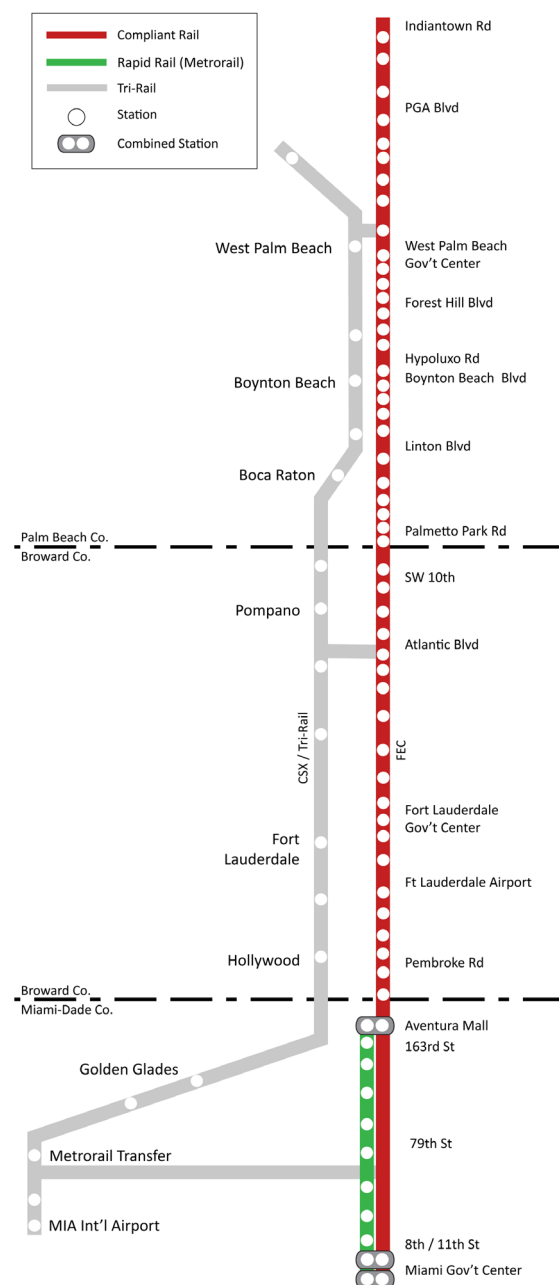 Compliant Rail
Rapid Rail (Metrorail)
Tri-Rail
Station
Combined Station
Indiantown Rd
PGA Blvd
West Palm Beach
West Palm Beach
Gov't Center
Forest Hill Blvd
Hypoluxo Rd
Boynton Beach
Boynton Beach Blvd
Linton Blvd
Boca Raton
Palmetto Park Rd
Palm Beach Co.
Broward Co.
SW 10th
Pompano
Atlantic Blvd
CSX / Tri-Rail
FEC
Fort Lauderdale
Gov't Center
Fort
Lauderdale
Ft Lauderdale Airport
Hollywood
Pembroke Rd
Broward Co.
Miami-Dade Co.
Aventura Mall
163rd St
Golden Glades
79th St
Metrorail Transfer
MIA Int'l Airport
8th / 11th St
Miami Gov't Center